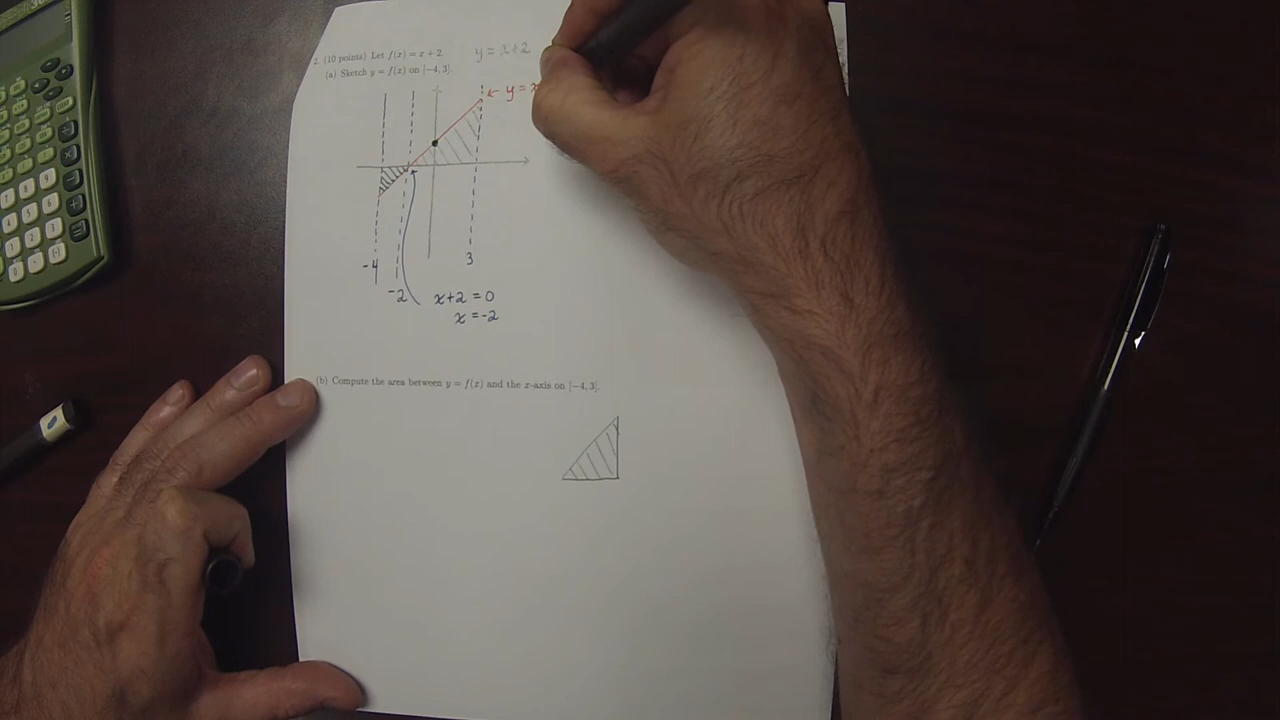 2. (10 points) Let f(x) = x + 2. y = x+2
(a) Sketch y = f(x) on [−4, 3].
← y = x
-4
3
-2
x+2 = 0
x = -2
(b) Compute the area between y = f(x) and the x-axis on [−4, 3].